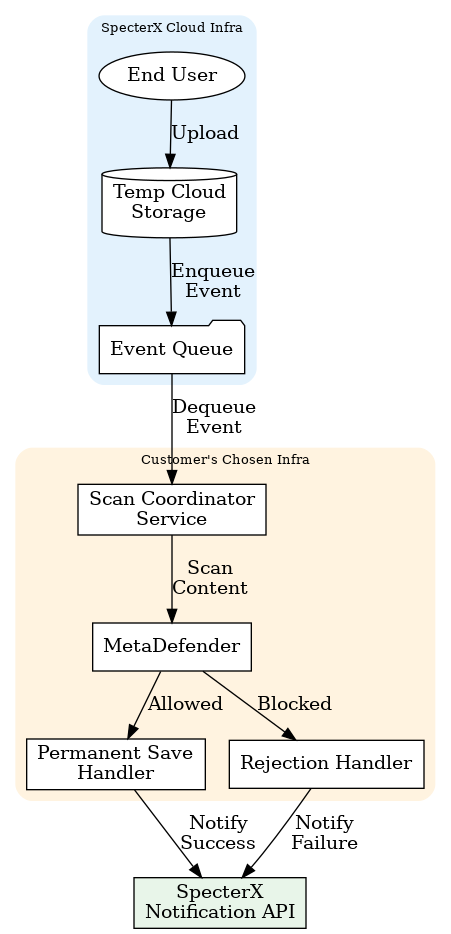 SpecterX Cloud Infra
End User
Upload
Temp Cloud
Storage
Enqueue
Event
Event Queue
Dequeue
Event
Customer's Chosen Infra
Scan Coordinator
Service
Scan
Content
MetaDefender
Allowed
Blocked
Permanent Save
Handler
Rejection Handler
Notify
Success
Notify
Failure
SpecterX
Notification API